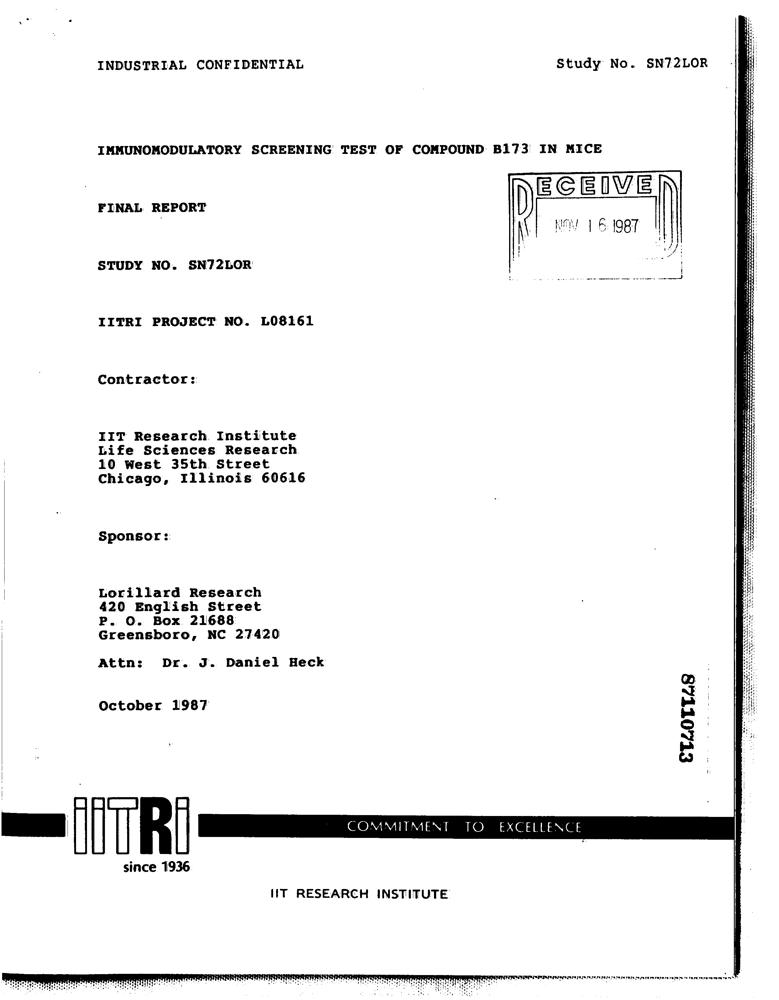 INDUSTRIAL CONFIDENTIAL
Study No. SN72LOR
IMMUNOMODULATORY SCREENING TEST OF COMPOUND B173 IN MICE
RECEIVED
NOV 16 1987
FINAL REPORT
STUDY NO. SN72LOR
IITRI PROJECT NO. L08161
Contractor:
IIT Research Institute
Life Sciences Research
10 West 35th Street
Chicago, Illinois 60616
Sponsor:
Lorillard Research
420 English Street
P. O. Box 21688
Greensboro, NC 27420
Attn: Dr. J. Daniel Heck
October 1987
87110713
IITRI
COMMITMENT TO EXCELLENCE
since 1936
IIT RESEARCH INSTITUTE